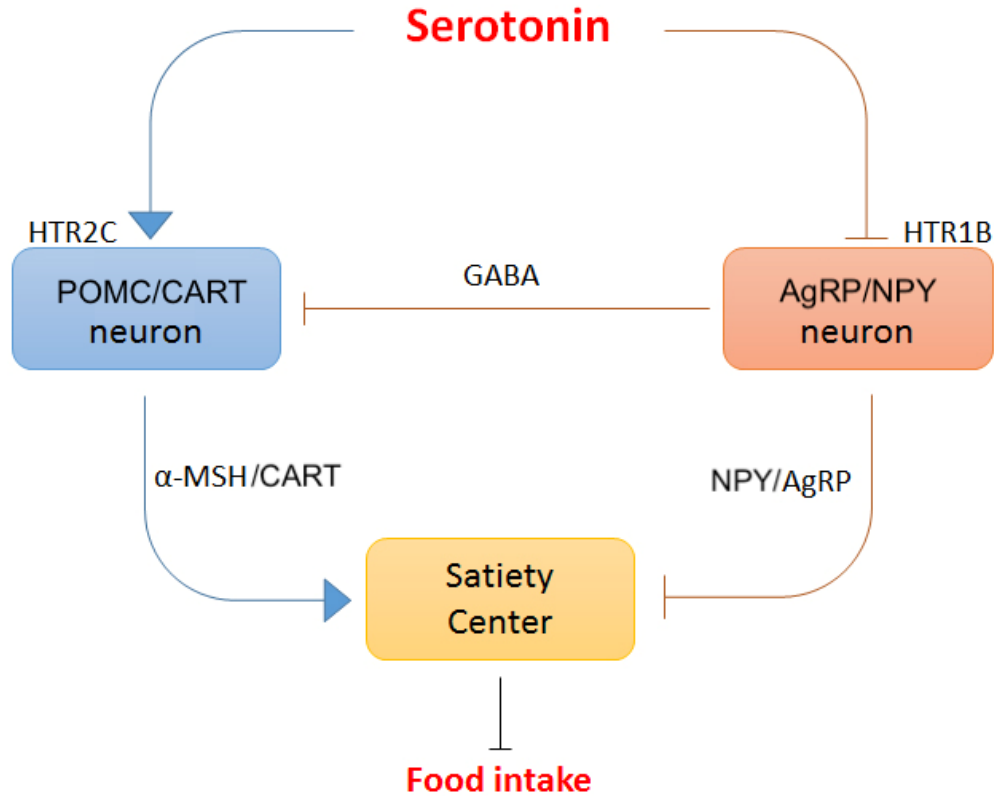 Serotonin
HTR2C
HTR1B
POMC/CART
neuron
GABA
AgRP/NPY
neuron
α-MSH/CART
NPY/AgRP
Satiety
Center
Food intake